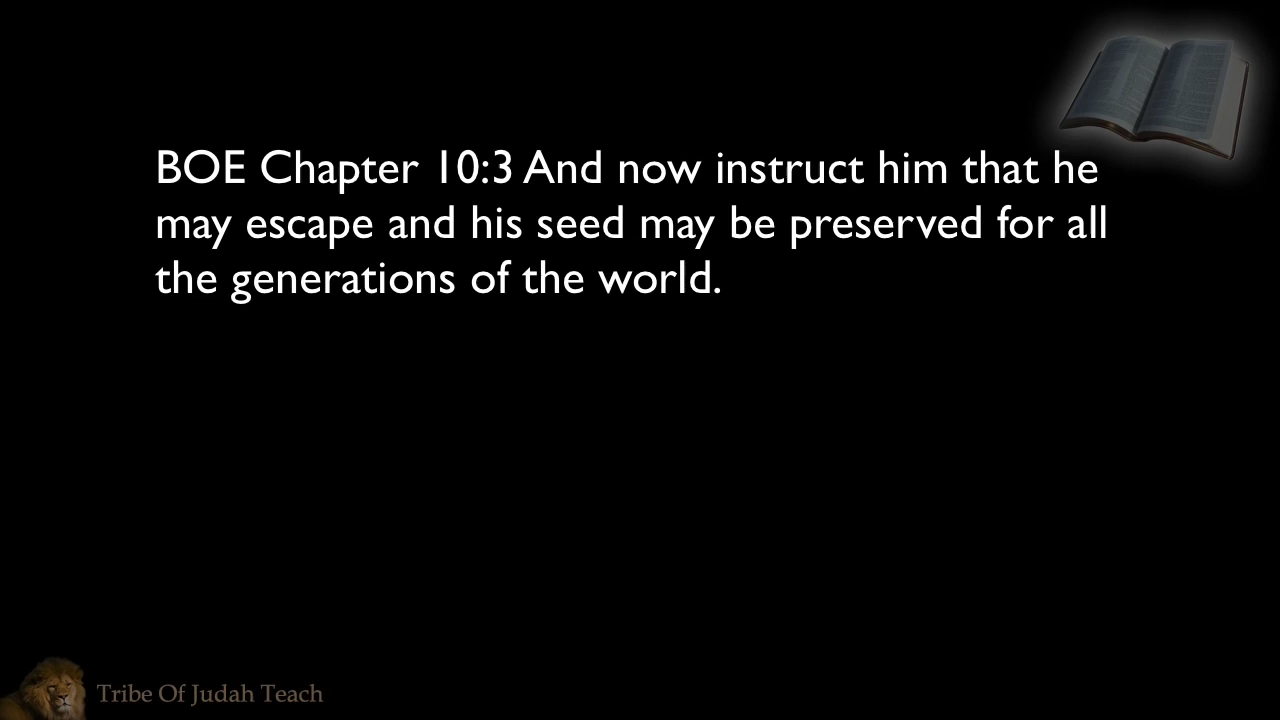 BOE Chapter 10:3 And now instruct him that he
may escape and his seed may be preserved for all
the generations of the world.
Tribe Of Judah Teach